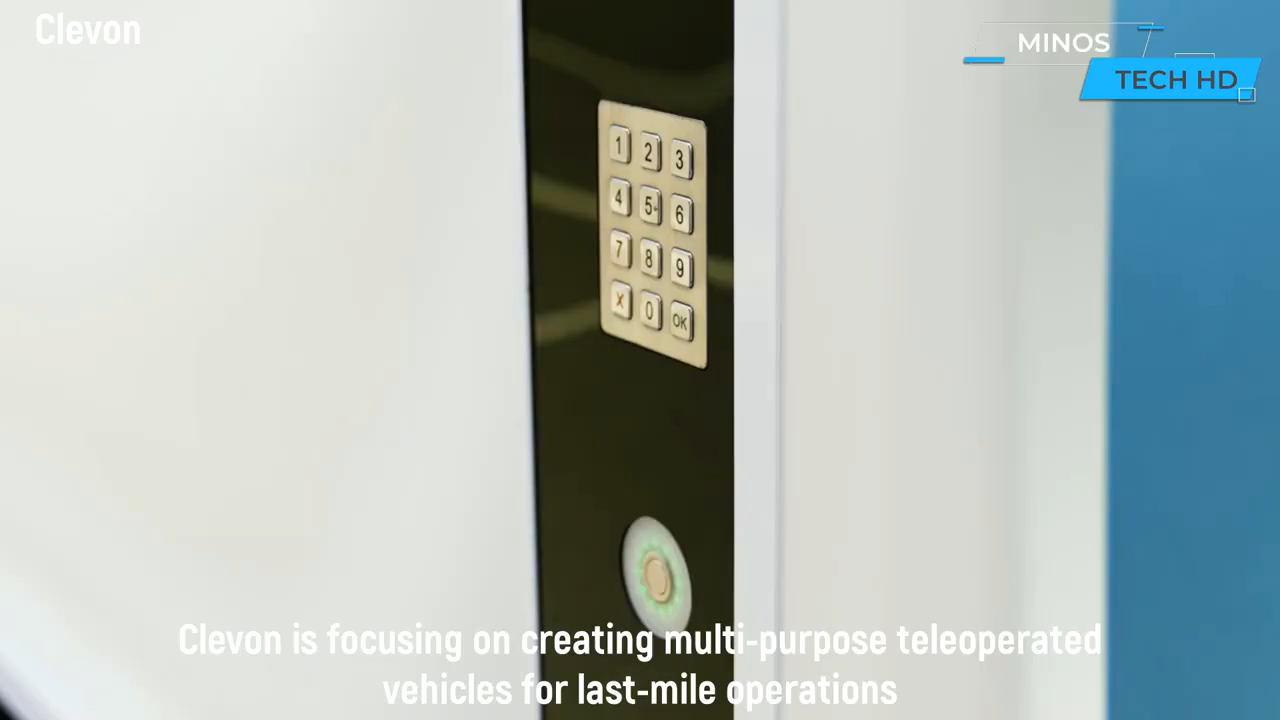 Clevon
MINOS
TECH HD
1 2 3
4 5 6
7 8 9
X 0 OK
Clevon is focusing on creating multi-purpose teleoperated
vehicles for last-mile operations